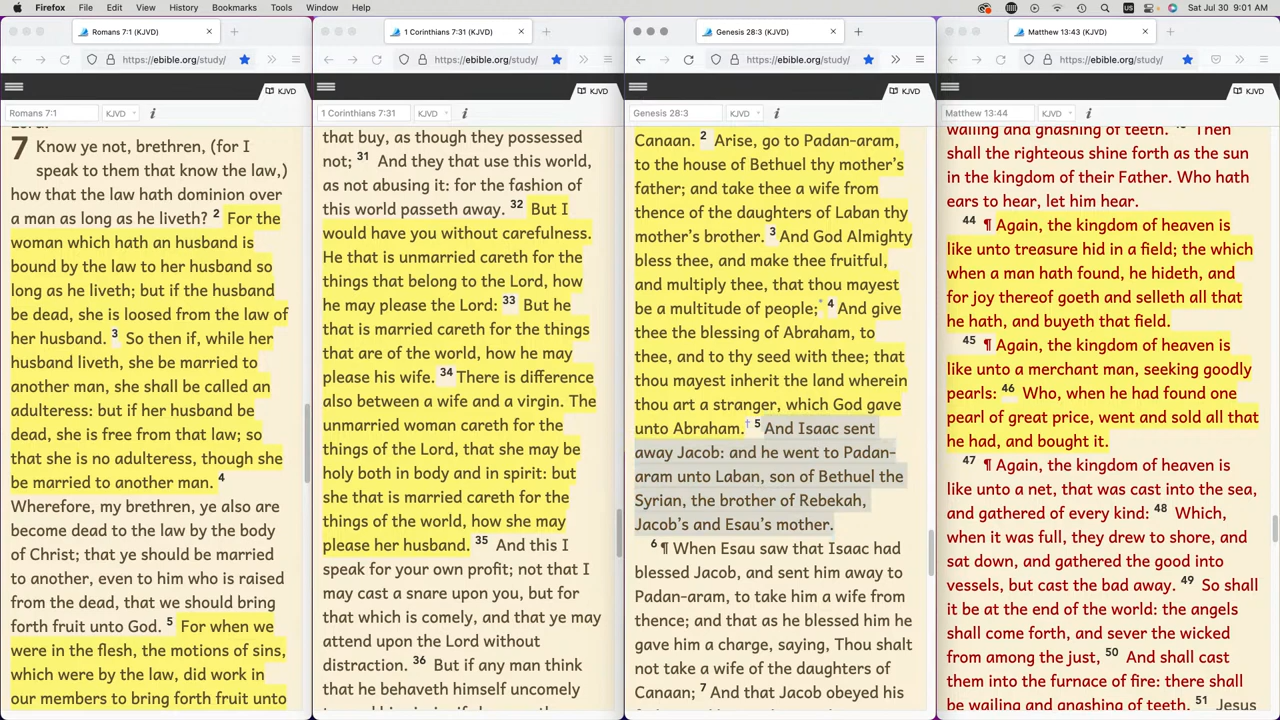 Firefox File Edit View History Bookmarks Tools Window Help Sat Jul 30 9:01 AM
Romans 7:1 (KJVD)
https://ebible.org/study/
KJVD
Romans 7:1 KJVD i
7 Know ye not, brethren, (for I
speak to them that know the law,)
how that the law hath dominion over
a man as long as he liveth? 2 For the
woman which hath an husband is
bound by the law to her husband so
long as he liveth; but if the husband
be dead, she is loosed from the law of
her husband. 3 So then if, while her
husband liveth, she be married to
another man, she shall be called an
adulteress: but if her husband be
dead, she is free from that law; so
that she is no adulteress, though she
be married to another man. 4
Wherefore, my brethren, ye also are
become dead to the law by the body
of Christ; that ye should be married
to another, even to him who is raised
from the dead, that we should bring
forth fruit unto God. 5 For when we
were in the flesh, the motions of sins,
which were by the law, did work in
our members to bring forth fruit unto
1 Corinthians 7:31 (KJVD)
https://ebible.org/study/
KJVD
1 Corinthians 7:31 KJVD i
that buy, as though they possessed
not; 31 And they that use this world,
as not abusing it: for the fashion of
this world passeth away. 32 But I
would have you without carefulness.
He that is unmarried careth for the
things that belong to the Lord, how
he may please the Lord: 33 But he
that is married careth for the things
that are of the world, how he may
please his wife. 34 There is difference
also between a wife and a virgin. The
unmarried woman careth for the
things of the Lord, that she may be
holy both in body and in spirit: but
she that is married careth for the
things of the world, how she may
please her husband. 35 And this I
speak for your own profit; not that I
may cast a snare upon you, but for
that which is comely, and that ye may
attend upon the Lord without
distraction. 36 But if any man think
that he behaveth himself uncomely
Genesis 28:3 (KJVD)
https://ebible.org/study/
KJVD
Genesis 28:3 KJVD i
Canaan. 2 Arise, go to Padan-aram,
to the house of Bethuel thy mother's
father; and take thee a wife from
thence of the daughters of Laban thy
mother's brother. 3 And God Almighty
bless thee, and make thee fruitful,
and multiply thee, that thou mayest
be a multitude of people;* 4 And give
thee the blessing of Abraham, to
thee, and to thy seed with thee; that
thou mayest inherit the land wherein
thou art a stranger, which God gave
unto Abraham.† 5 And Isaac sent
away Jacob: and he went to Padan-
aram unto Laban, son of Bethuel the
Syrian, the brother of Rebekah,
Jacob's and Esau's mother.
6 ¶ When Esau saw that Isaac had
blessed Jacob, and sent him away to
Padan-aram, to take him a wife from
thence; and that as he blessed him he
gave him a charge, saying, Thou shalt
not take a wife of the daughters of
Canaan; 7 And that Jacob obeyed his
Matthew 13:43 (KJVD)
https://ebible.org/study/
KJVD
Matthew 13:44 KJVD i
wailing and gnashing of teeth. Then
shall the righteous shine forth as the sun
in the kingdom of their Father. Who hath
ears to hear, let him hear.
44 ¶ Again, the kingdom of heaven is
like unto treasure hid in a field; the which
when a man hath found, he hideth, and
for joy thereof goeth and selleth all that
he hath, and buyeth that field.
45 ¶ Again, the kingdom of heaven is
like unto a merchant man, seeking goodly
pearls: 46 Who, when he had found one
pearl of great price, went and sold all that
he had, and bought it.
47 ¶ Again, the kingdom of heaven is
like unto a net, that was cast into the sea,
and gathered of every kind: 48 Which,
when it was full, they drew to shore, and
sat down, and gathered the good into
vessels, but cast the bad away. 49 So shall
it be at the end of the world: the angels
shall come forth, and sever the wicked
from among the just, 50 And shall cast
them into the furnace of fire: there shall
be wailing and gnashing of teeth. 51 Jesus